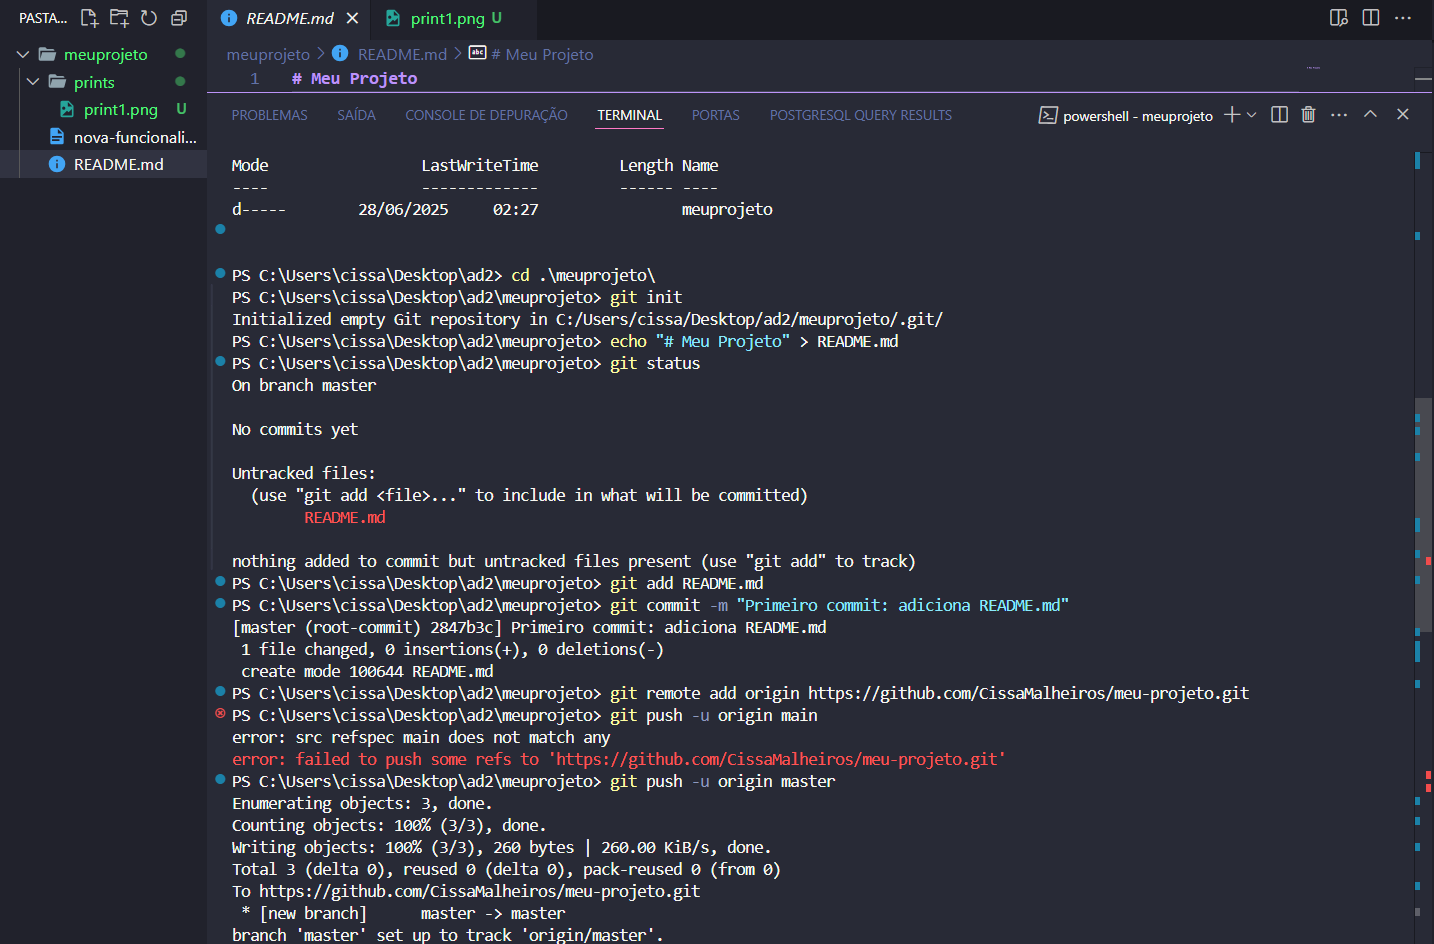 PASTA...
README.md
print1.png U
meuprojeto
prints
print1.png U
nova-funcionali...
README.md
meuprojeto > README.md > # Meu Projeto
1 # Meu Projeto
PROBLEMAS SAÍDA CONSOLE DE DEPURAÇÃO TERMINAL PORTAS POSTGRESQL QUERY RESULTS
powershell - meuprojeto
Mode LastWriteTime Length Name
---- ------------- ------ ----
d----- 28/06/2025 02:27 meuprojeto
PS C:\Users\cissa\Desktop\ad2> cd .\meuprojeto\
PS C:\Users\cissa\Desktop\ad2\meuprojeto> git init
Initialized empty Git repository in C:/Users/cissa/Desktop/ad2/meuprojeto/.git/
PS C:\Users\cissa\Desktop\ad2\meuprojeto> echo "# Meu Projeto" > README.md
PS C:\Users\cissa\Desktop\ad2\meuprojeto> git status
On branch master
No commits yet
Untracked files:
(use "git add <file>..." to include in what will be committed)
README.md
nothing added to commit but untracked files present (use "git add" to track)
PS C:\Users\cissa\Desktop\ad2\meuprojeto> git add README.md
PS C:\Users\cissa\Desktop\ad2\meuprojeto> git commit -m "Primeiro commit: adiciona README.md"
[master (root-commit) 2847b3c] Primeiro commit: adiciona README.md
1 file changed, 0 insertions(+), 0 deletions(-)
create mode 100644 README.md
PS C:\Users\cissa\Desktop\ad2\meuprojeto> git remote add origin https://github.com/CissaMalheiros/meu-projeto.git
PS C:\Users\cissa\Desktop\ad2\meuprojeto> git push -u origin main
error: src refspec main does not match any
error: failed to push some refs to 'https://github.com/CissaMalheiros/meu-projeto.git'
PS C:\Users\cissa\Desktop\ad2\meuprojeto> git push -u origin master
Enumerating objects: 3, done.
Counting objects: 100% (3/3), done.
Writing objects: 100% (3/3), 260 bytes | 260.00 KiB/s, done.
Total 3 (delta 0), reused 0 (delta 0), pack-reused 0 (from 0)
To https://github.com/CissaMalheiros/meu-projeto.git
* [new branch] master -> master
branch 'master' set up to track 'origin/master'.